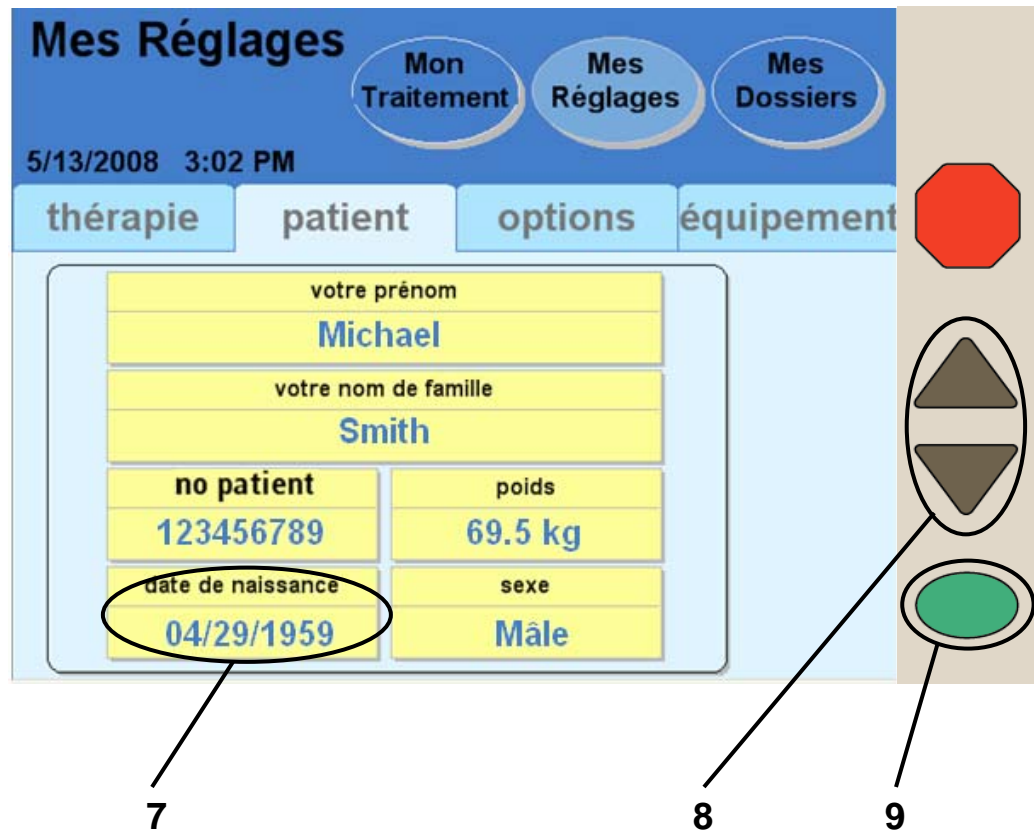 Mes Réglages
Mon
Traitement
Mes
Réglages
Mes
Dossiers
5/13/2008 3:02 PM
thérapie
patient
options
équipement
votre prénom
Michael
votre nom de famille
Smith
no patient
poids
123456789
69.5 kg
date de naissance
sexe
04/29/1959
Mâle
7
8
9